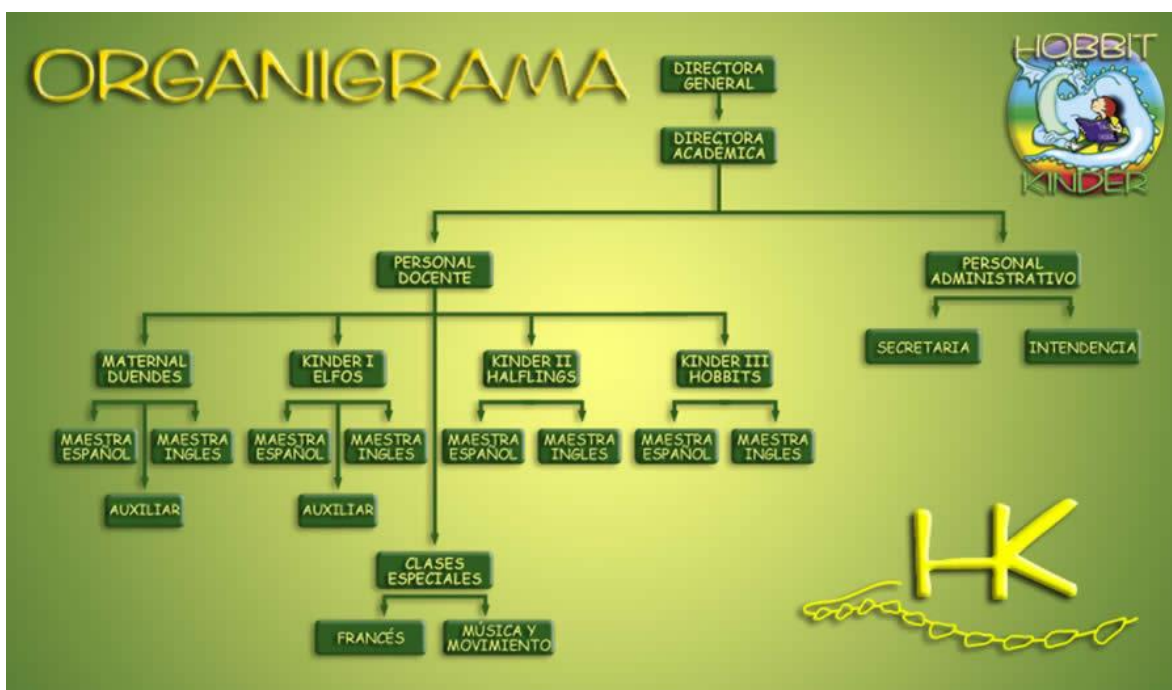 ORGANIGRAMA
HOBBIT
KINDER
DIRECTORA
GENERAL
DIRECTORA
ACADÉMICA
PERSONAL
DOCENTE
PERSONAL
ADMINISTRATIVO
SECRETARIA
INTENDENCIA
MATERNAL
DUENDES
KINDER I
ELFOS
KINDER II
HALFLINGS
KINDER III
HOBBITS
MAESTRA
ESPAÑOL
MAESTRA
INGLES
MAESTRA
ESPAÑOL
MAESTRA
INGLES
MAESTRA
ESPAÑOL
MAESTRA
INGLES
MAESTRA
ESPAÑOL
MAESTRA
INGLES
AUXILIAR
AUXILIAR
CLASES
ESPECIALES
FRANCÉS
MÚSICA Y
MOVIMIENTO
HK